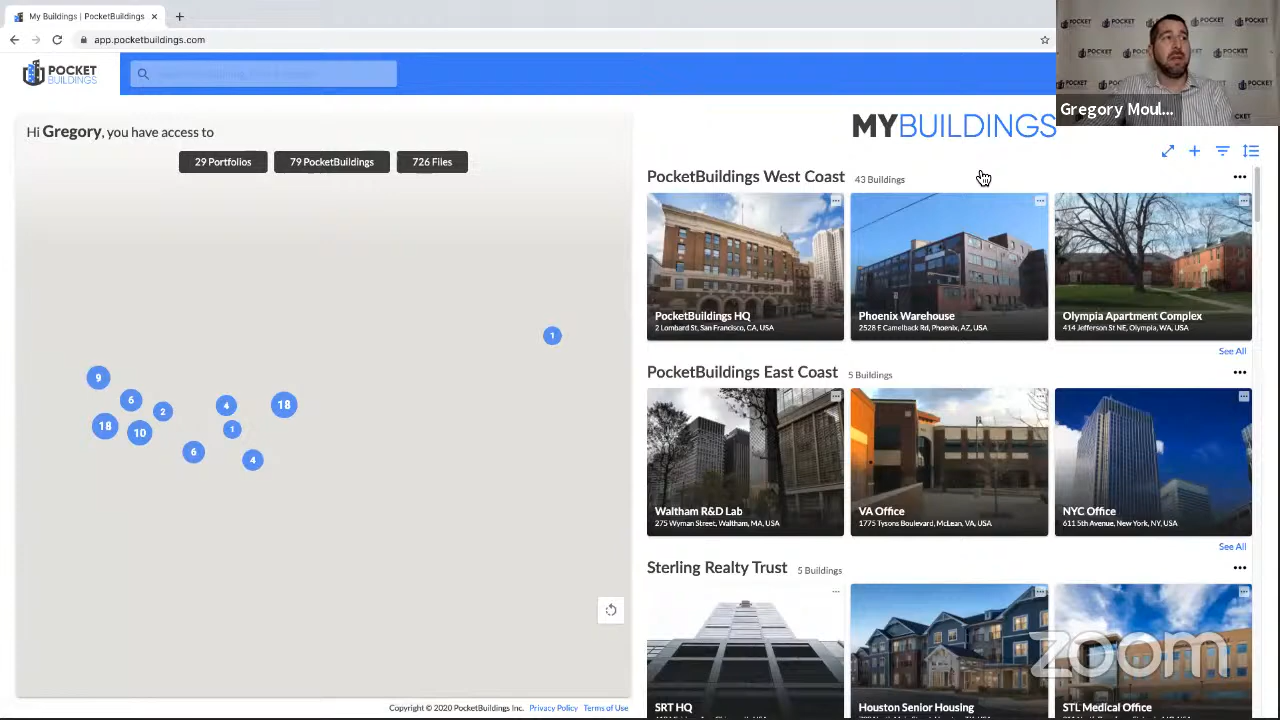 My Buildings | PocketBuildings
app.pocketbuildings.com
POCKET
BUILDINGS
Gregory Moul...
Hi Gregory, you have access to
29 Portfolios
79 PocketBuildings
726 Files
MYBUILDINGS
9
6
2
18
10
4
1
18
6
4
1
PocketBuildings West Coast 43 Buildings
PocketBuildings HQ
2 Lombard St, San Francisco, CA, USA
Phoenix Warehouse
2528 E Camelback Rd, Phoenix, AZ, USA
Olympia Apartment Complex
414 Jefferson St NE, Olympia, WA, USA
See All
PocketBuildings East Coast 5 Buildings
Waltham R&D Lab
275 Wyman Street, Waltham, MA, USA
VA Office
1775 Tysons Boulevard, McLean, VA, USA
NYC Office
611 5th Avenue, New York, NY, USA
See All
Sterling Realty Trust 5 Buildings
SRT HQ
Houston Senior Housing
STL Medical Office
zoom
Copyright © 2020 PocketBuildings Inc. Privacy Policy Terms of Use